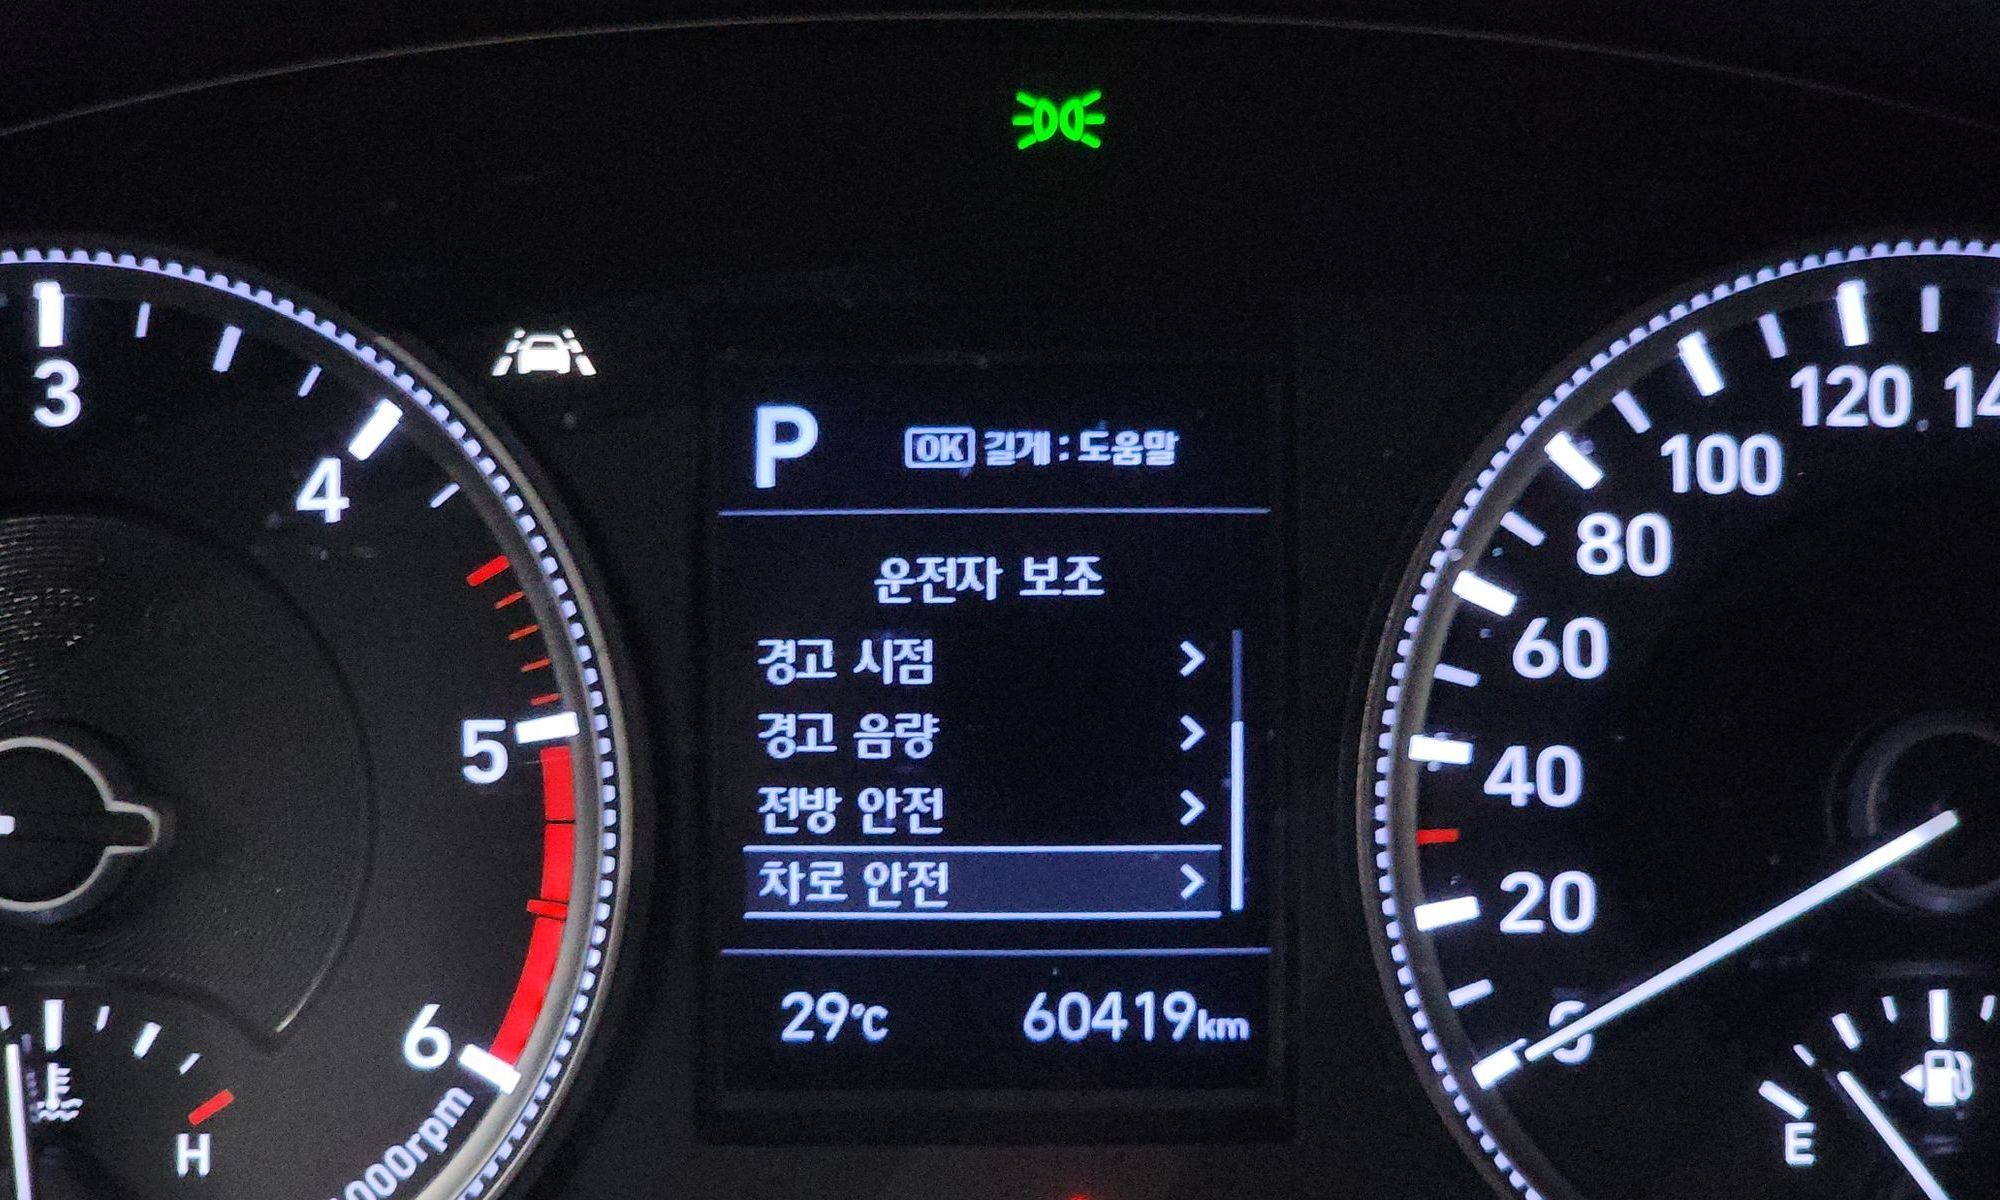 3
4
5
6
000rpm
H
P
OK 길게 : 도움말
운전자 보조
경고 시점
경고 음량
전방 안전
차로 안전
29°C
60419km
120
100
80
60
40
20
E